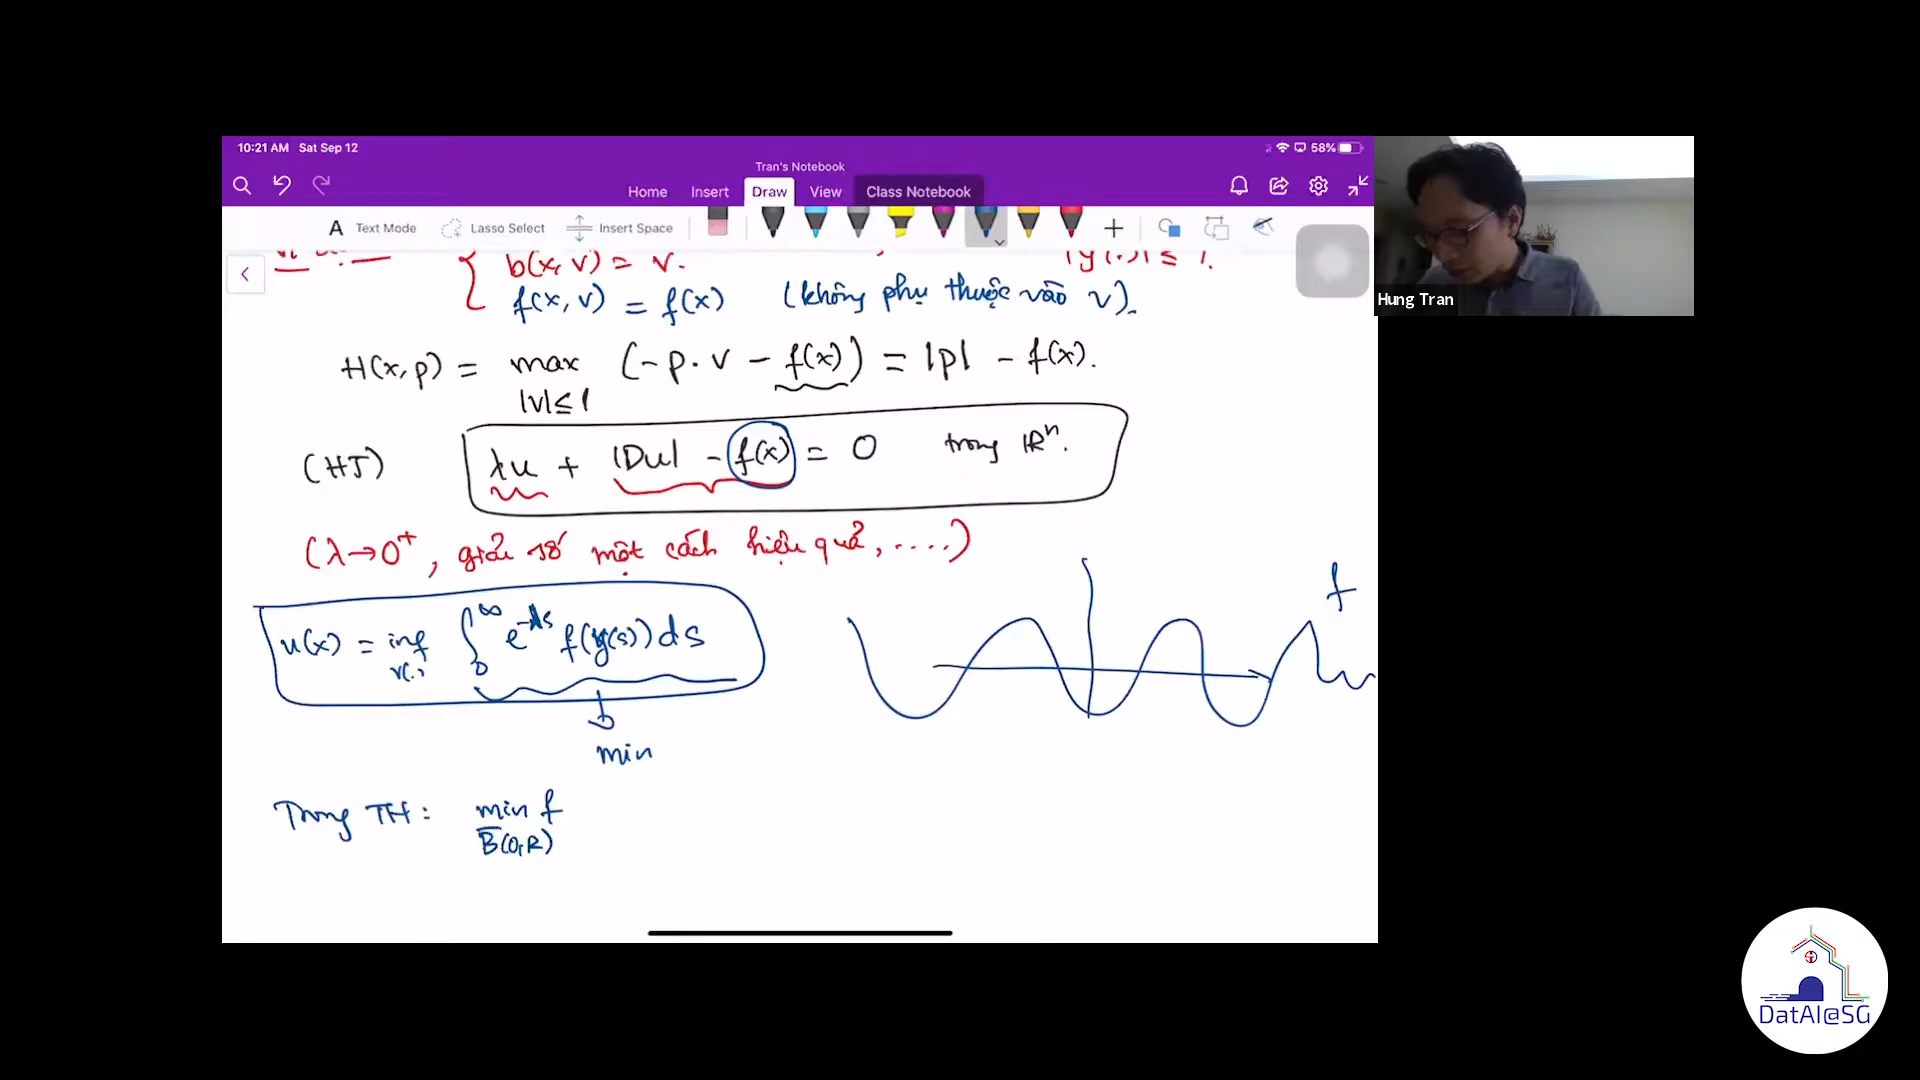 10:21 AM Sat Sep 12
58%
Tran's Notebook
Home Insert Draw View Class Notebook
A Text Mode Lasso Select Insert Space
b(x, v) = v.
|y(.)| ≤ 1.
f(x, v) = f(x) (không phụ thuộc vào v).
Hung Tran
H(x, p) = max (-p·v - f(x)) = |p| - f(x).
|v| ≤ 1
(HJ) λu + |Du| - f(x) = 0 trong ℝⁿ.
(λ→0⁺, giải số một cách hiệu quả, .....)
f
u(x) = inf ∫₀^∞ e^{-λs} f(y(s)) ds
v(.)
min
Trong TH: min f
B̅(0,R)
DatAI@SG